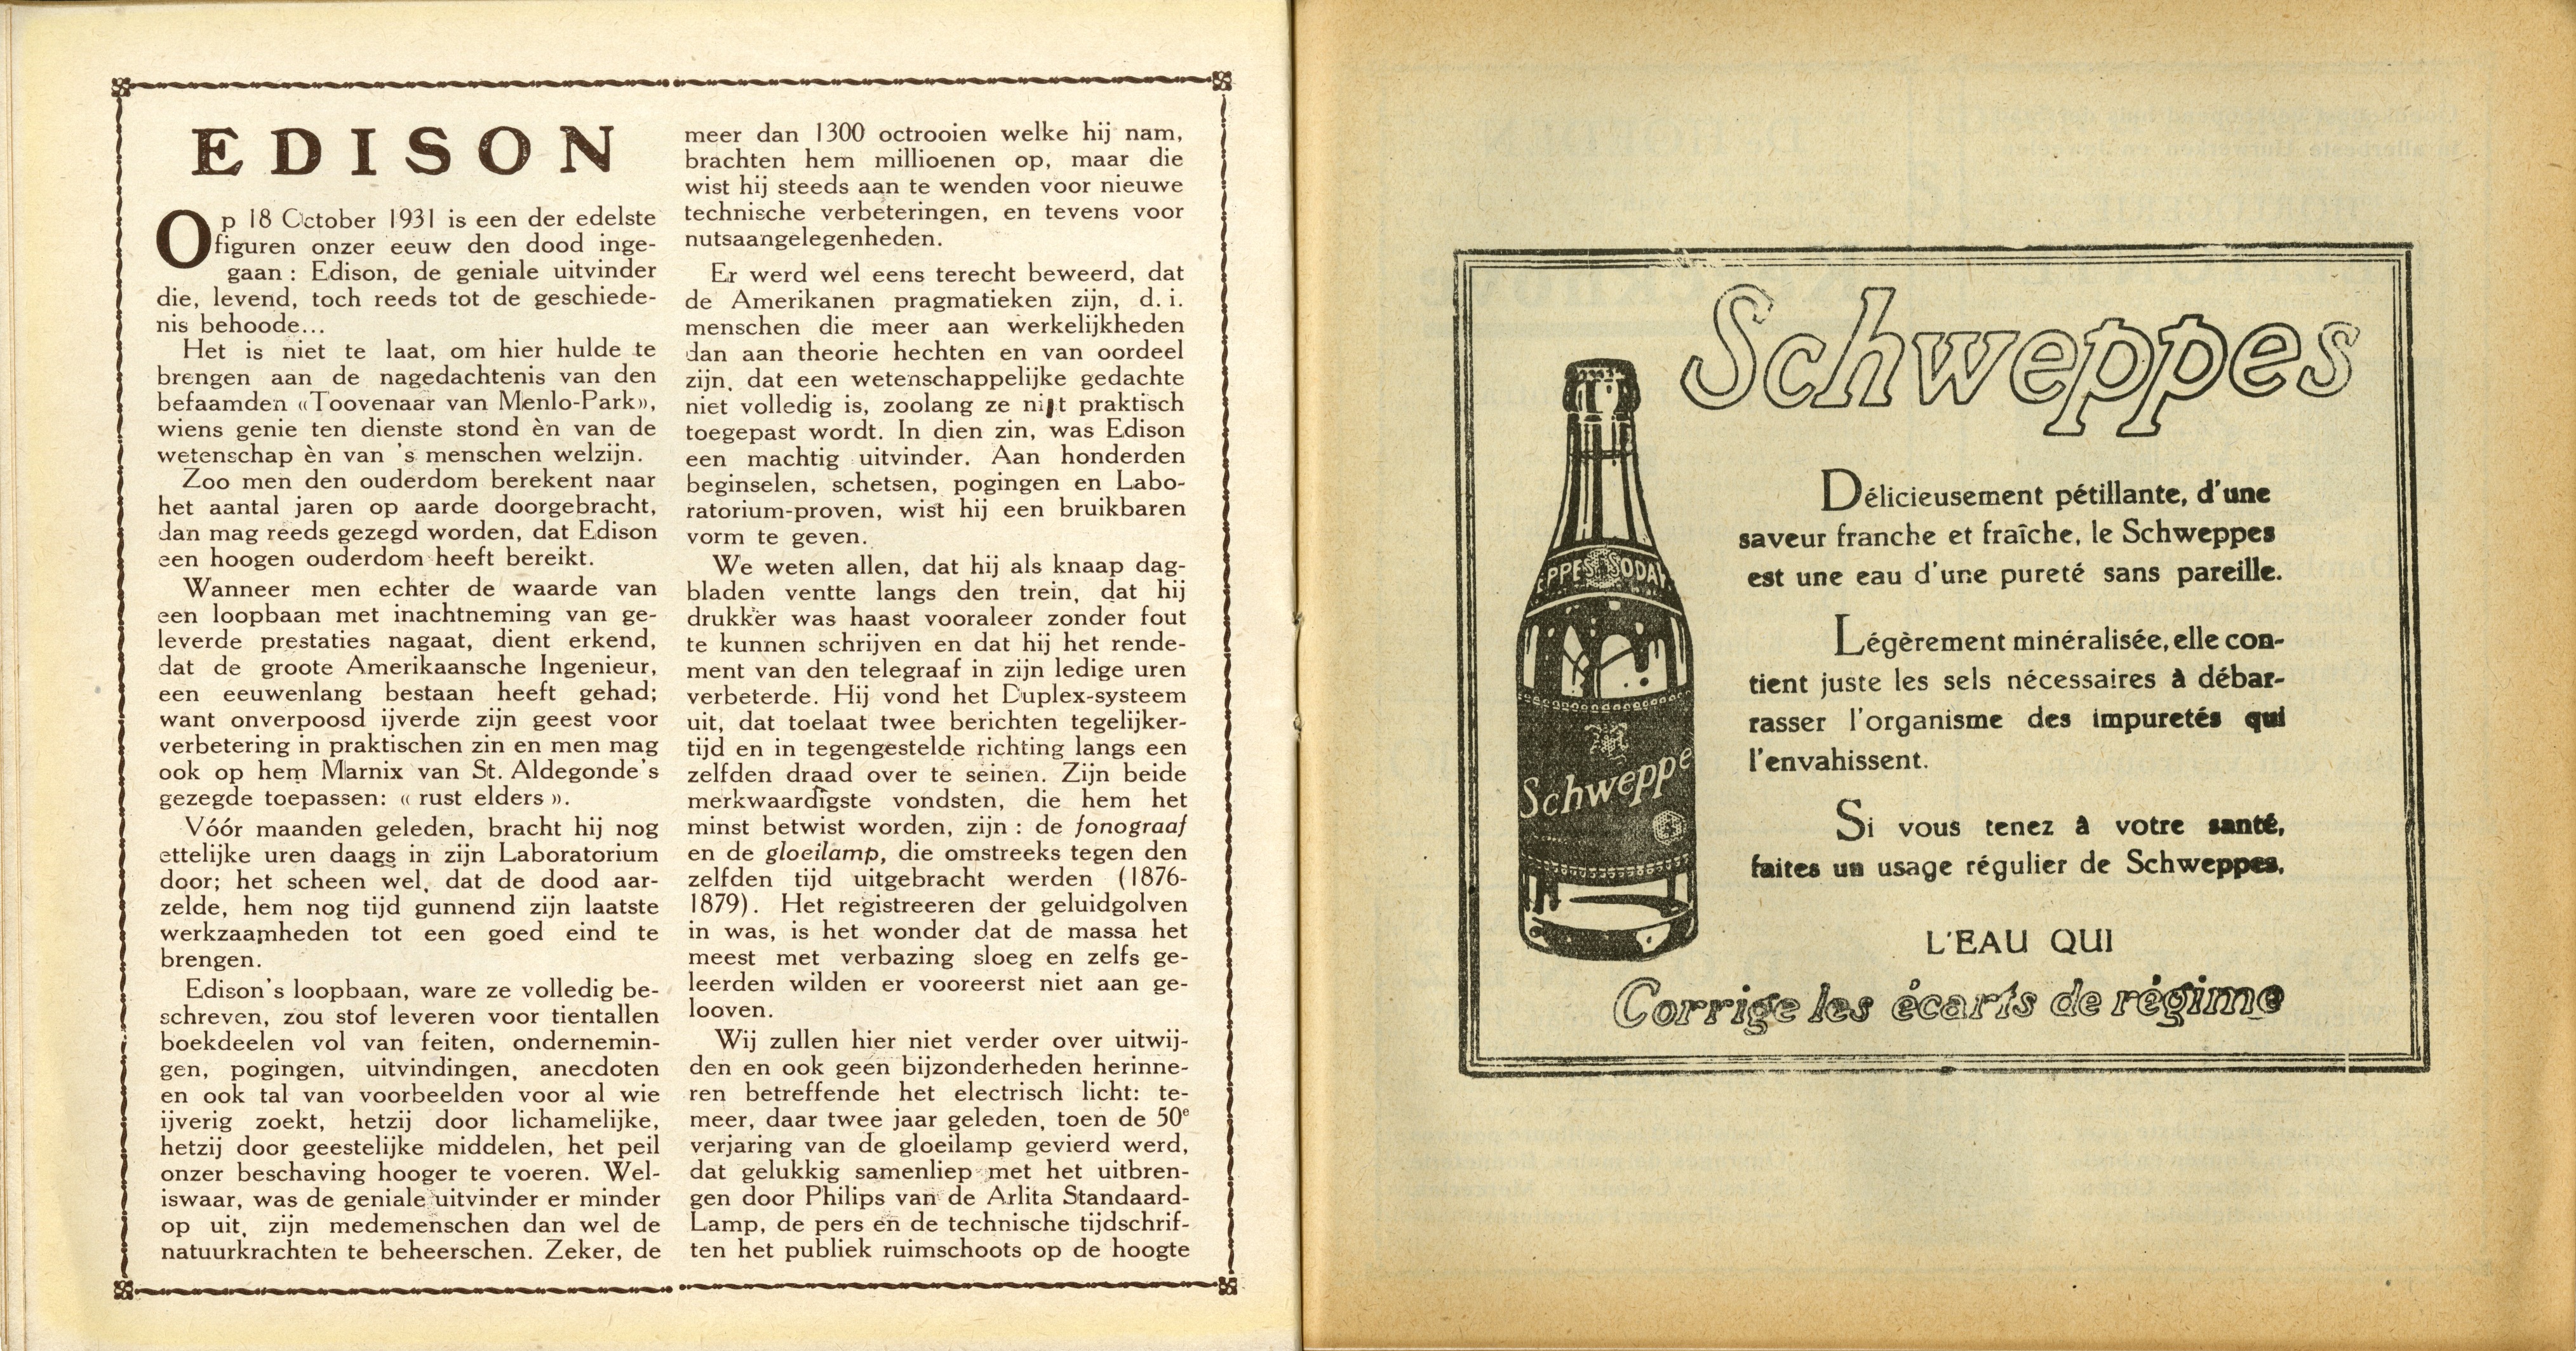 EDISON
Op 18 October 1931 is een der edelste
figuren onzer eeuw den dood inge-
gaan : Edison, de geniale uitvinder
die, levend, toch reeds tot de geschiede-
nis behoode...
Het is niet te laat, om hier hulde te
brengen aan de nagedachtenis van den
befaamden «Toovenaar van Menlo-Park»,
wiens genie ten dienste stond èn van de
wetenschap èn van 's menschen welzijn.
Zoo men den ouderdom berekent naar
het aantal jaren op aarde doorgebracht,
dan mag reeds gezegd worden, dat Edison
een hoogen ouderdom heeft bereikt.
Wanneer men echter de waarde van
een loopbaan met inachtneming van ge-
leverde prestaties nagaat, dient erkend,
dat de groote Amerikaansche Ingenieur,
een eeuwenlang bestaan heeft gehad;
want onverpoosd ijverde zijn geest voor
verbetering in praktischen zin en men mag
ook op hem Marnix van St. Aldegonde's
gezegde toepassen: « rust elders ».
Vóór maanden geleden, bracht hij nog
ettelijke uren daags in zijn Laboratorium
door; het scheen wel, dat de dood aar-
zelde, hem nog tijd gunnend zijn laatste
werkzaamheden tot een goed eind te
brengen.
Edison's loopbaan, ware ze volledig be-
schreven, zou stof leveren voor tientallen
boekdeelen vol van feiten, ondernemin-
gen, pogingen, uitvindingen, anecdoten
en ook tal van voorbeelden voor al wie
ijverig zoekt, hetzij door lichamelijke,
hetzij door geestelijke middelen, het peil
onzer beschaving hooger te voeren. Wel-
iswaar, was de geniale uitvinder er minder
op uit, zijn medemenschen dan wel de
natuurkrachten te beheerschen. Zeker, de
meer dan 1300 octrooien welke hij nam,
brachten hem millioenen op, maar die
wist hij steeds aan te wenden voor nieuwe
technische verbeteringen, en tevens voor
nutsaangelegenheden.
Er werd wel eens terecht beweerd, dat
de Amerikanen pragmatieken zijn, d. i.
menschen die meer aan werkelijkheden
dan aan theorie hechten en van oordeel
zijn, dat een wetenschappelijke gedachte
niet volledig is, zoolang ze niet praktisch
toegepast wordt. In dien zin, was Edison
een machtig uitvinder. Aan honderden
beginselen, schetsen, pogingen en Labo-
ratorium-proven, wist hij een bruikbaren
vorm te geven.
We weten allen, dat hij als knaap dag-
bladen ventte langs den trein, dat hij
drukker was haast vooraleer zonder fout
te kunnen schrijven en dat hij het rende-
ment van den telegraaf in zijn ledige uren
verbeterde. Hij vond het Duplex-systeem
uit, dat toelaat twee berichten tegelijker-
tijd en in tegengestelde richting langs een
zelfden draad over te seinen. Zijn beide
merkwaardigste vondsten, die hem het
minst betwist worden, zijn : de fonograaf
en de gloeilamp, die omstreeks tegen den
zelfden tijd uitgebracht werden (1876-
1879). Het registreeren der geluidgolven
in was, is het wonder dat de massa het
meest met verbazing sloeg en zelfs ge-
leerden wilden er vooreerst niet aan ge-
looven.
Wij zullen hier niet verder over uitwij-
den en ook geen bijzonderheden herinne-
ren betreffende het electrisch licht: te-
meer, daar twee jaar geleden, toen de 50e
verjaring van de gloeilamp gevierd werd,
dat gelukkig samenliep met het uitbren-
gen door Philips van de Arlita Standaard-
Lamp, de pers en de technische tijdschrif-
ten het publiek ruimschoots op de hoogte
Schweppes
Délicieusement pétillante, d'une
saveur franche et fraîche, le Schweppes
est une eau d'une pureté sans pareille.
Légèrement minéralisée, elle con-
tient juste les sels nécessaires à débar-
rasser l'organisme des impuretés qui
l'envahissent.
Si vous tenez à votre santé,
faites un usage régulier de Schweppes.
L'EAU QUI
Corrige les écarts de régime
EPPES SODA
Schweppe